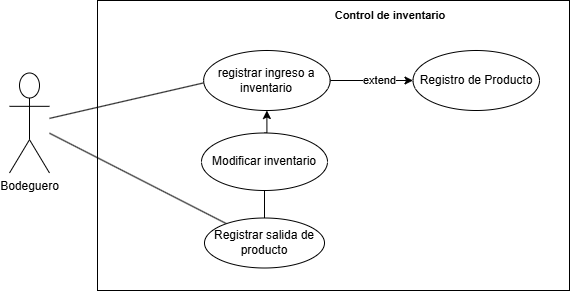 Control de inventario
registrar ingreso a
inventario
extend
Registro de Producto
Modificar inventario
Bodeguero
Registrar salida de
producto